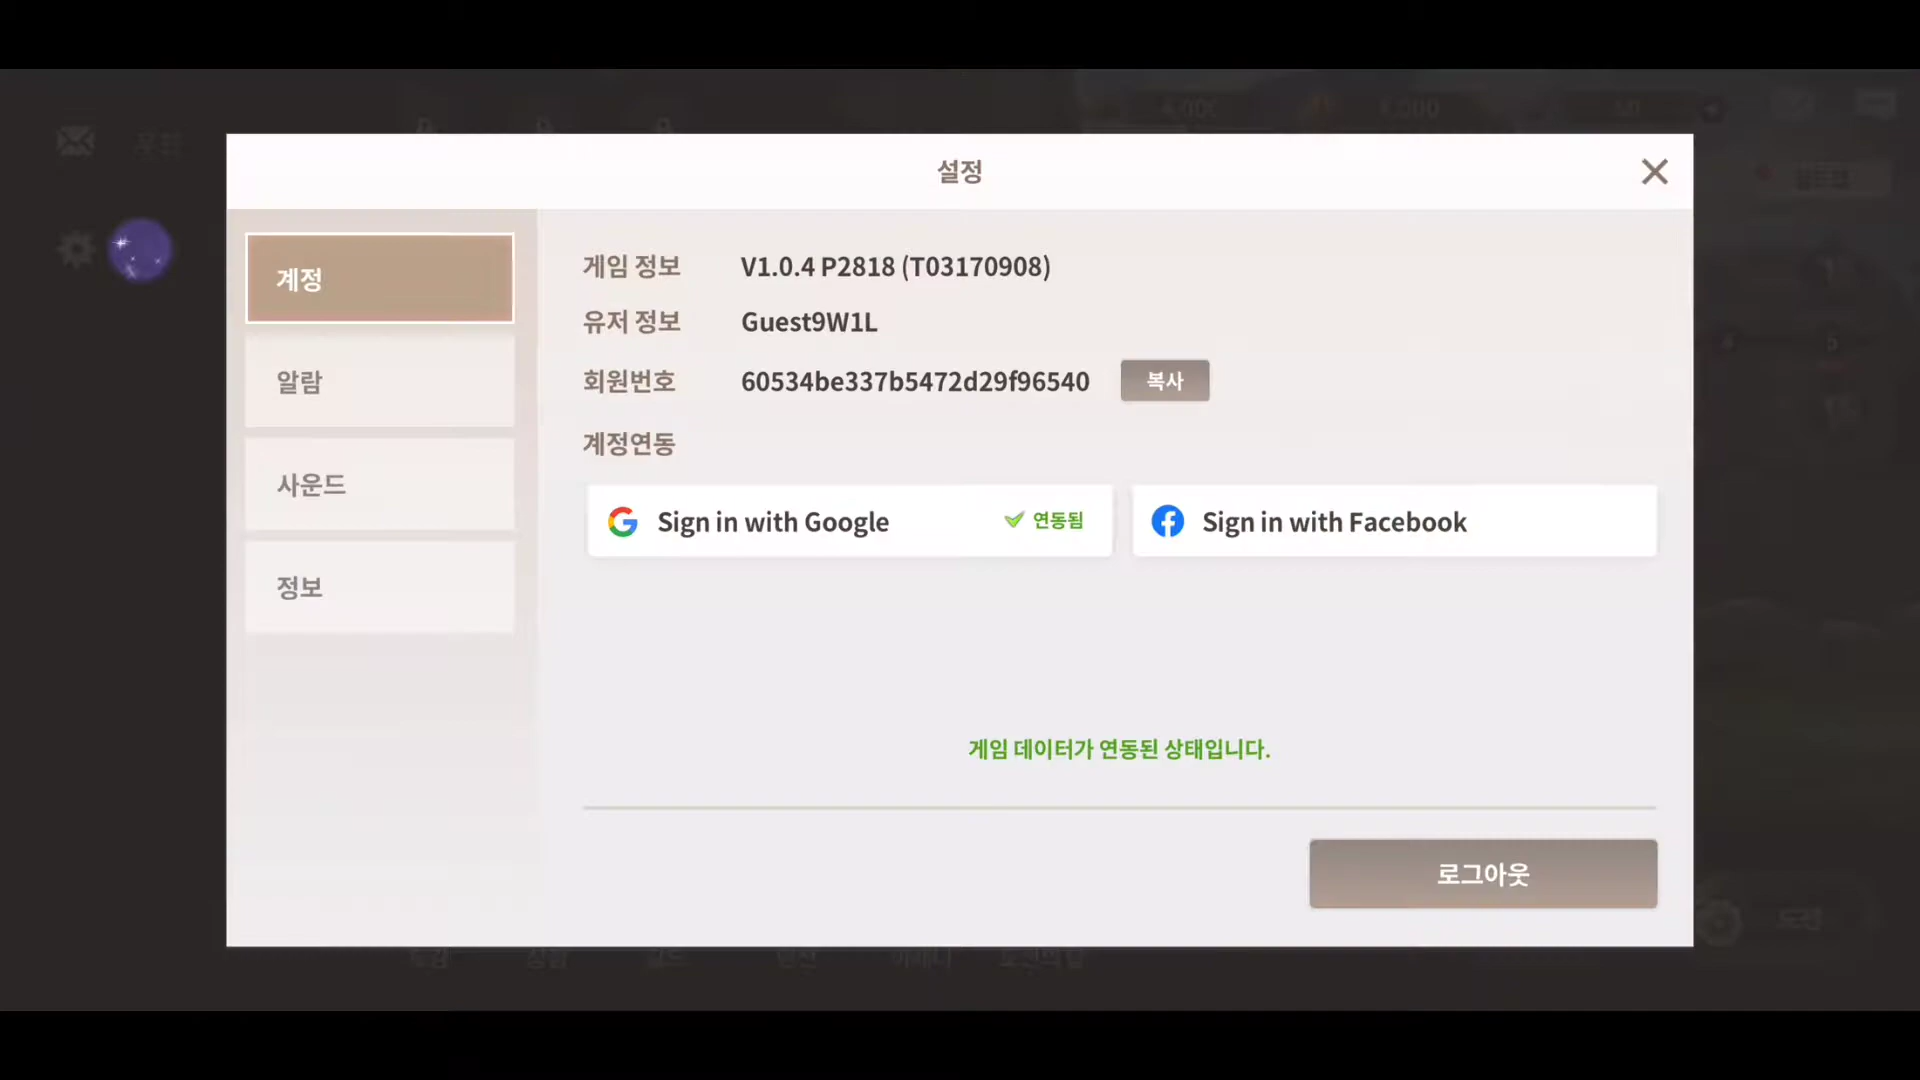 설정
계정
알람
사운드
정보
게임 정보 V1.0.4 P2818 (T03170908)
유저 정보 Guest9W1L
회원번호 60534be337b5472d29f96540 복사
계정연동
Sign in with Google 연동됨
Sign in with Facebook
게임 데이터가 연동된 상태입니다.
로그아웃